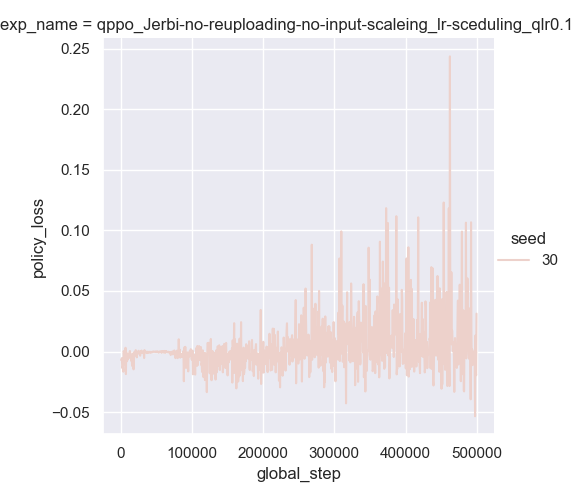 exp_name = qppo_Jerbi-no-reuploading-no-input-scaleing_lr-sceduling_qlr0.1
0.25
0.20
0.15
0.10
0.05
0.00
−0.05
policy_loss
0 100000 200000 300000 400000 500000
global_step
seed
30